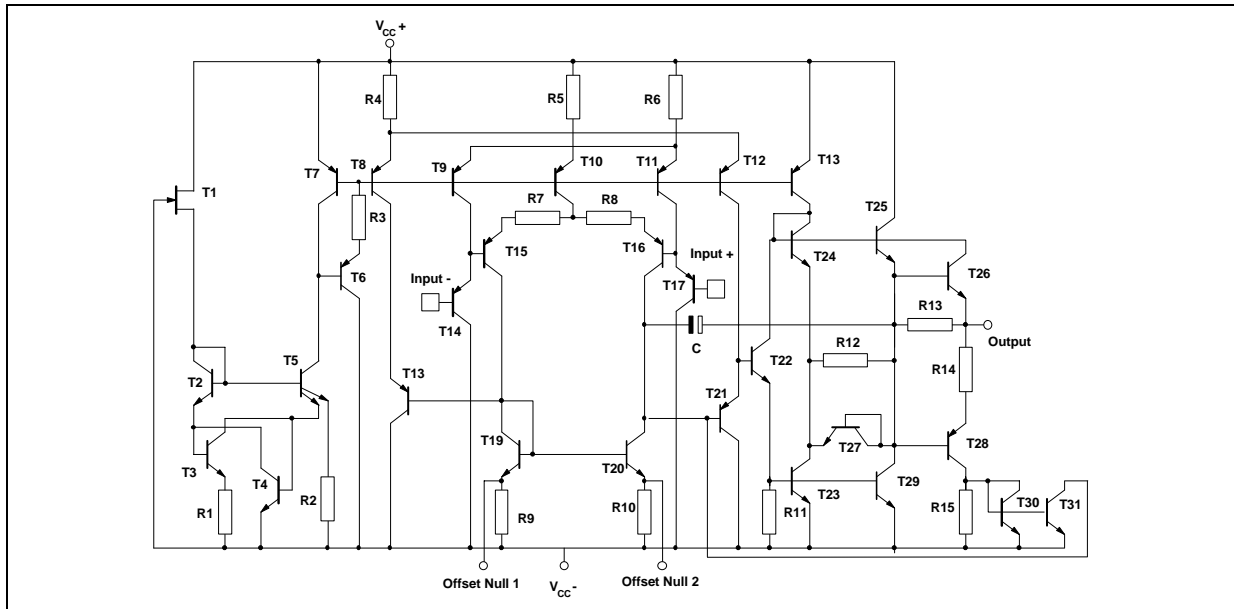 V CC +
R4
R5
R6
T7
T8
T9
T10
T11
T12
T13
T1
R3
R7
R8
T25
T15
T16
Input +
T24
T26
T6
Input -
T17
R13
T14
C
Output
R12
T22
R14
T2
T5
T13
T21
T19
T27
T28
T3
T20
T4
R2
T23
T29
T30
T31
R1
R9
R10
R11
R15
Offset Null 1
V CC -
Offset Null 2